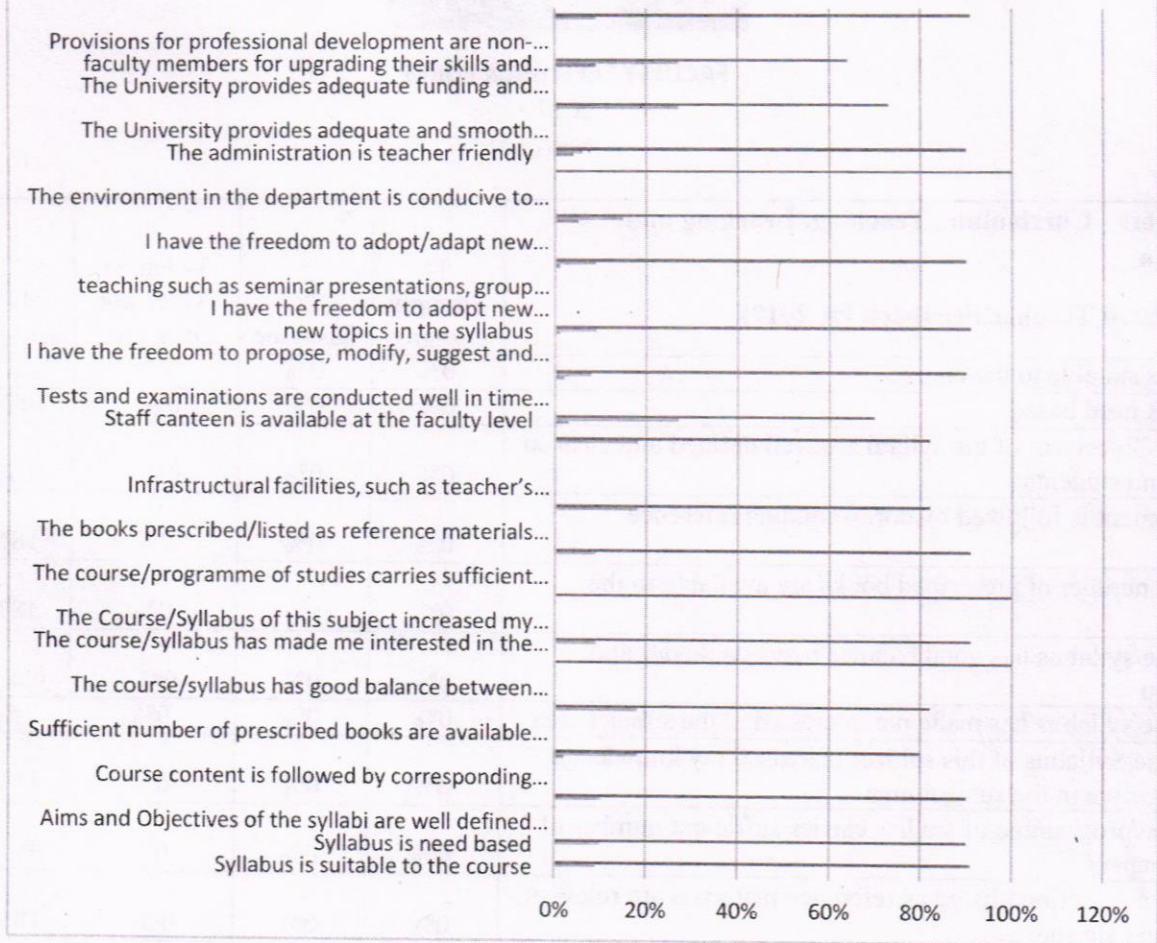 Provisions for professional development are non-...
faculty members for upgrading their skills and...
The University provides adequate funding and...
The University provides adequate and smooth...
The administration is teacher friendly
The environment in the department is conducive to...
I have the freedom to adopt/adapt new...
teaching such as seminar presentations, group...
I have the freedom to adopt new...
new topics in the syllabus
I have the freedom to propose, modify, suggest and...
Tests and examinations are conducted well in time...
Staff canteen is available at the faculty level
Infrastructural facilities, such as teacher's...
The books prescribed/listed as reference materials...
The course/programme of studies carries sufficient...
The Course/Syllabus of this subject increased my...
The course/syllabus has made me interested in the...
The course/syllabus has good balance between...
Sufficient number of prescribed books are available...
Course content is followed by corresponding...
Aims and Objectives of the syllabi are well defined...
Syllabus is need based
Syllabus is suitable to the course
0% 20% 40% 60% 80% 100% 120%